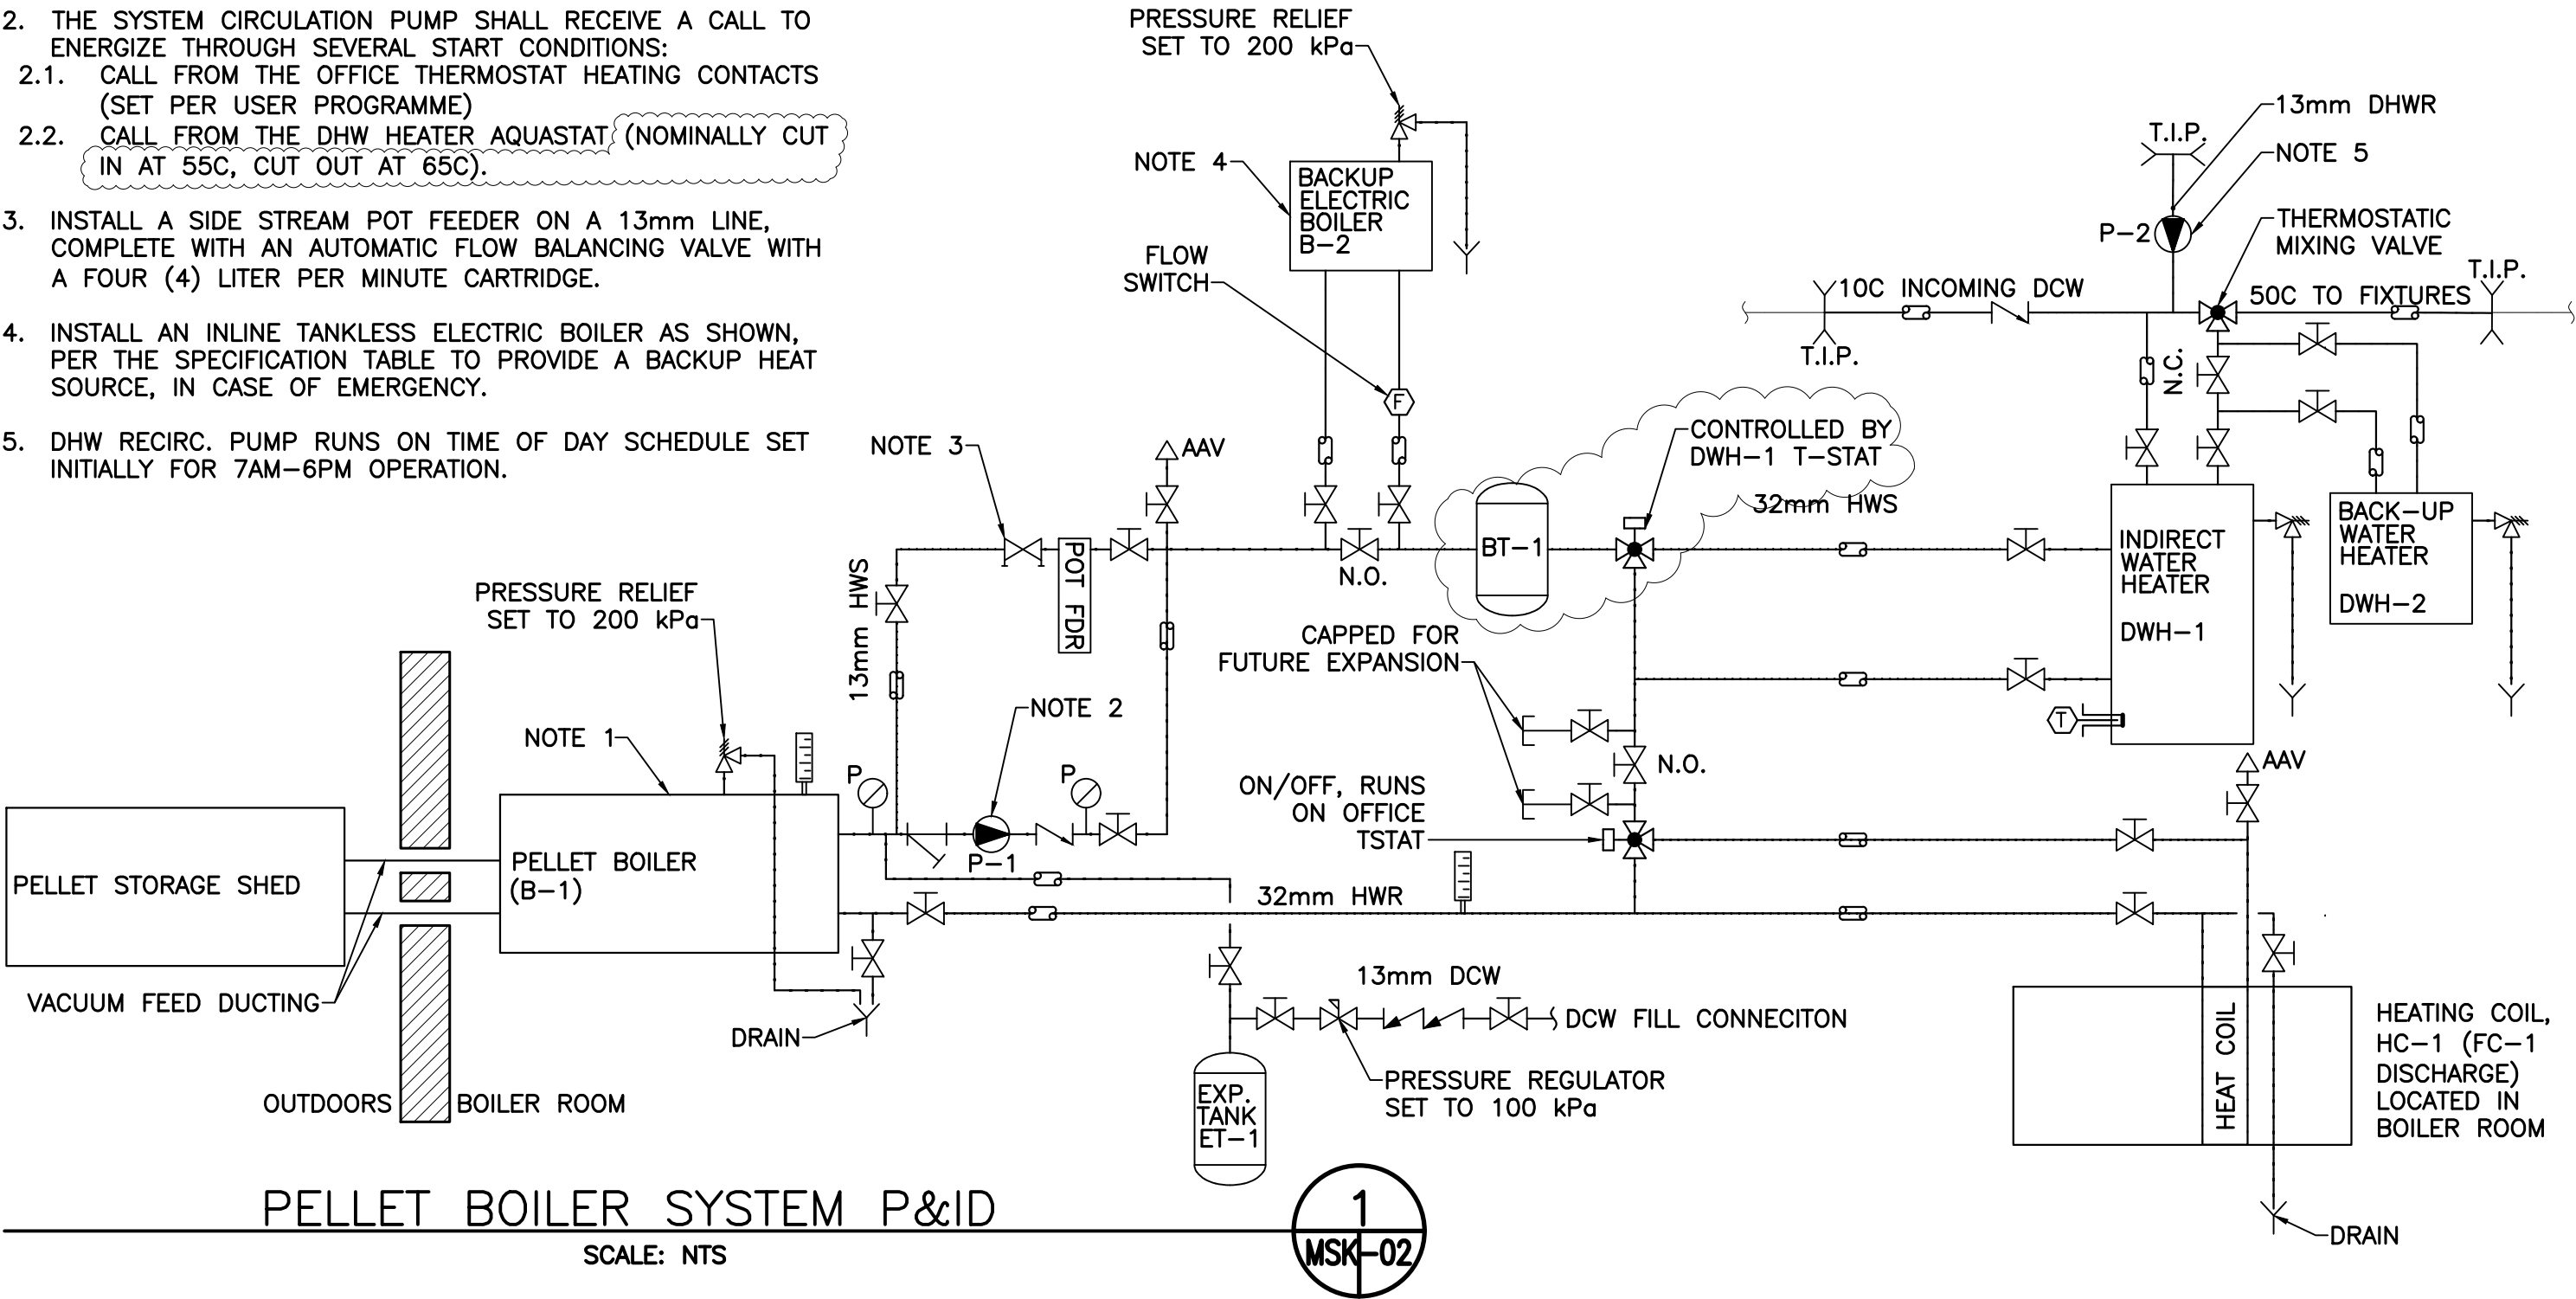 2. THE SYSTEM CIRCULATION PUMP SHALL RECEIVE A CALL TO
ENERGIZE THROUGH SEVERAL START CONDITIONS:
2.1. CALL FROM THE OFFICE THERMOSTAT HEATING CONTACTS
(SET PER USER PROGRAMME)
2.2. CALL FROM THE DHW HEATER AQUASTAT (NOMINALLY CUT
IN AT 55C, CUT OUT AT 65C).
3. INSTALL A SIDE STREAM POT FEEDER ON A 13mm LINE,
COMPLETE WITH AN AUTOMATIC FLOW BALANCING VALVE WITH
A FOUR (4) LITER PER MINUTE CARTRIDGE.
4. INSTALL AN INLINE TANKLESS ELECTRIC BOILER AS SHOWN,
PER THE SPECIFICATION TABLE TO PROVIDE A BACKUP HEAT
SOURCE, IN CASE OF EMERGENCY.
5. DHW RECIRC. PUMP RUNS ON TIME OF DAY SCHEDULE SET
INITIALLY FOR 7AM-6PM OPERATION.
PRESSURE RELIEF
SET TO 200 kPa
NOTE 4
BACKUP
ELECTRIC
BOILER
B-2
FLOW
SWITCH
F
T.I.P.
13mm DHWR
NOTE 5
P-2
THERMOSTATIC
MIXING VALVE
T.I.P.
10C INCOMING DCW
50C TO FIXTURES
T.I.P.
N.C.
NOTE 3
AAV
CONTROLLED BY
DWH-1 T-STAT
32mm HWS
13mm HWS
POT FDR
N.O.
BT-1
INDIRECT
WATER
HEATER
DWH-1
BACK-UP
WATER
HEATER
DWH-2
PRESSURE RELIEF
SET TO 200 kPa
CAPPED FOR
FUTURE EXPANSION
NOTE 1
NOTE 2
P
P
T
N.O.
AAV
ON/OFF, RUNS
ON OFFICE
TSTAT
PELLET STORAGE SHED
PELLET BOILER
(B-1)
P-1
32mm HWR
VACUUM FEED DUCTING
DRAIN
13mm DCW
DCW FILL CONNECITON
PRESSURE REGULATOR
SET TO 100 kPa
EXP.
TANK
ET-1
HEAT COIL
HEATING COIL,
HC-1 (FC-1
DISCHARGE)
LOCATED IN
BOILER ROOM
OUTDOORS
BOILER ROOM
DRAIN
PELLET BOILER SYSTEM P&ID
SCALE: NTS
1
MSK-02